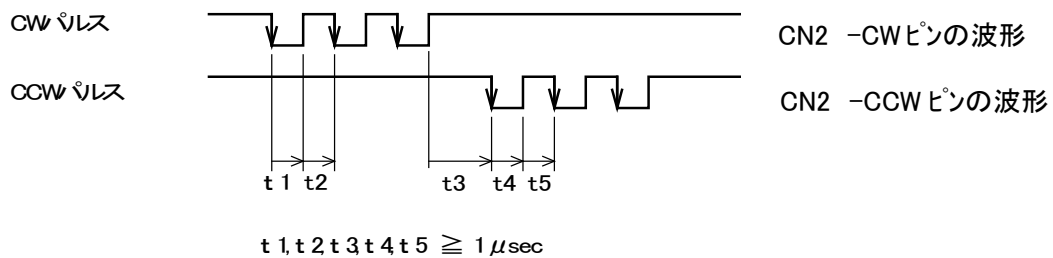 CWパルス
CN2 -CWピンの波形
CCWパルス
CN2 -CCWピンの波形
t1 t2 t3 t4 t5
t1,t2,t3,t4,t5 ≧ 1μsec